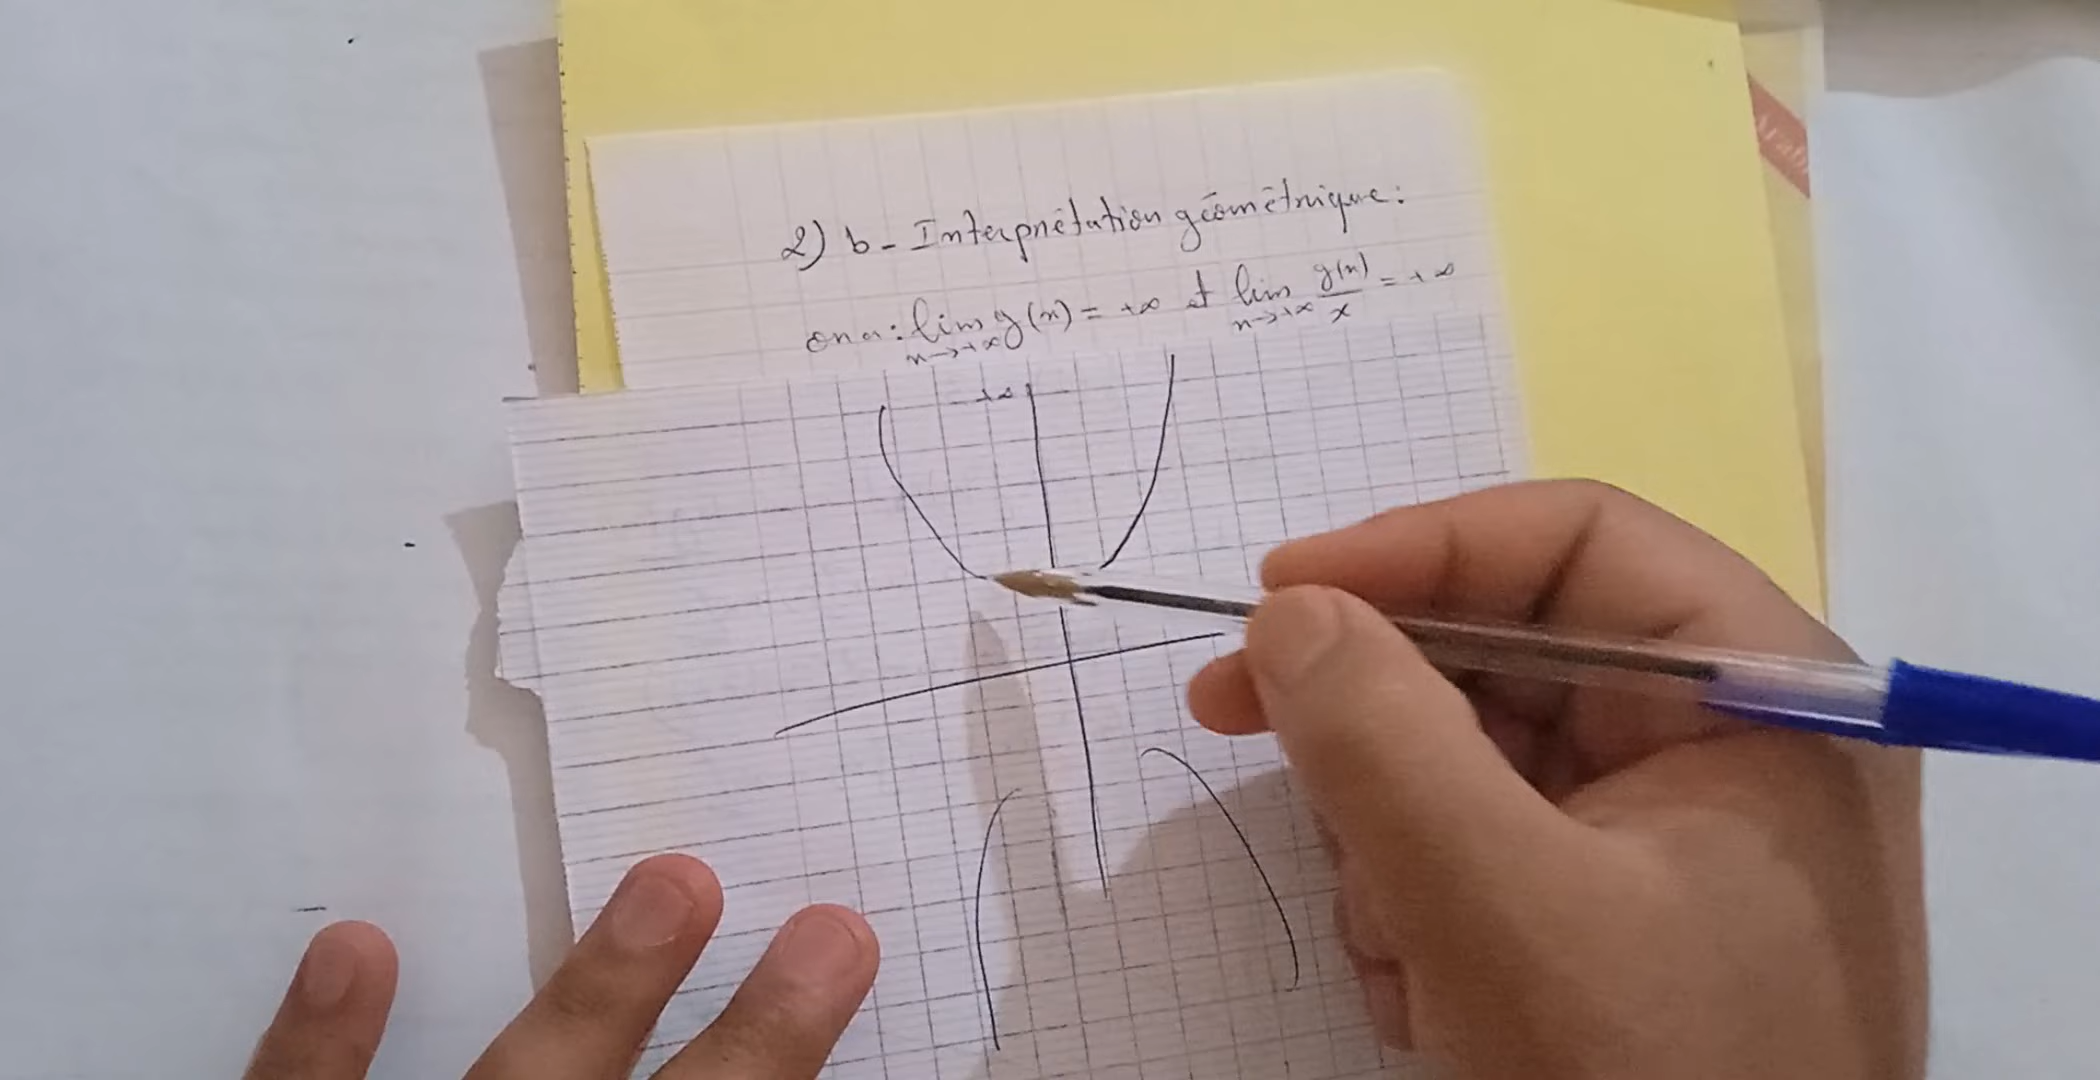 2) b - Interprétation géométrique:
on a: lim g(x) = +∞ et lim g(x)/x = +∞
x→+∞ x→+∞
+∞